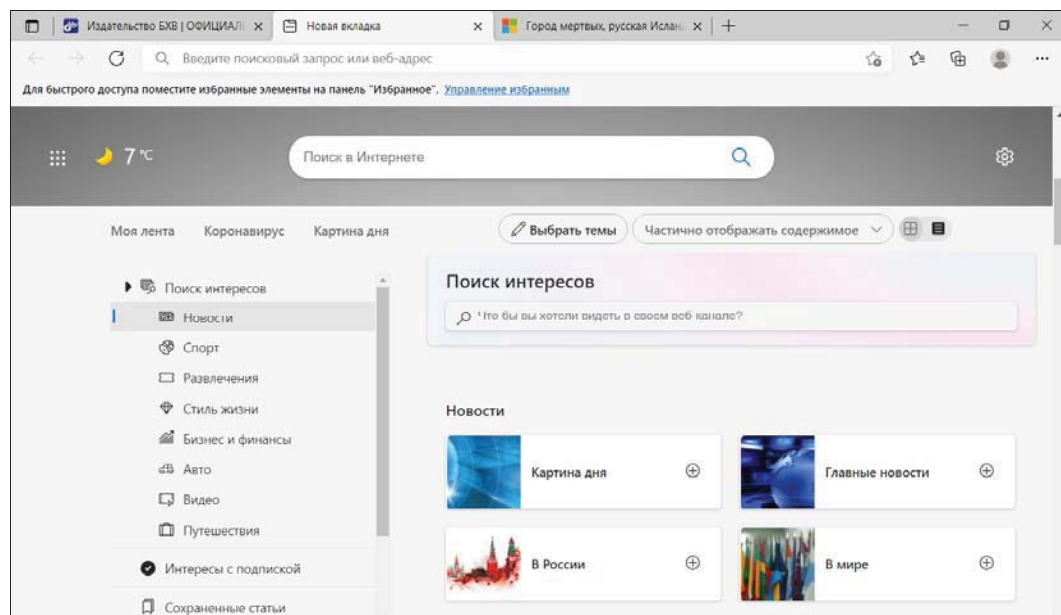 Издательство БХВ | ОФИЦИАЛ Новая вкладка Город мертвых, русская Ислан
Введите поисковый запрос или веб-адрес
Для быстрого доступа поместите избранные элементы на панель "Избранное". Управление избранным
7 °C Поиск в Интернете
Моя лента Коронавирус Картина дня Выбрать темы Частично отображать содержимое
Поиск интересов
Поиск интересов
Новости
Что бы вы хотели видеть в своем веб канале?
Спорт
Развлечения
Стиль жизни
Новости
Бизнес и финансы
Авто
Картина дня Главные новости
Видео
Путешествия
В России В мире
Интересы с подпиской
Сохраненные статьи